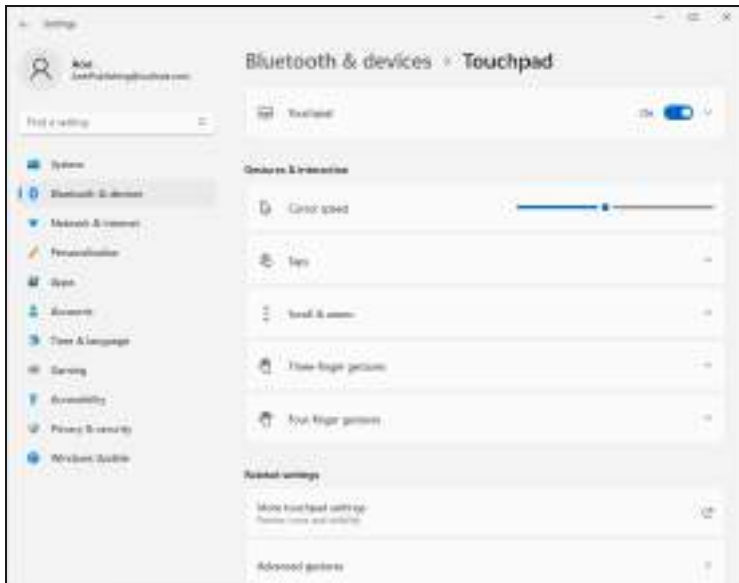 Settings
Bluetooth & devices › Touchpad
Find a setting
Touchpad
On
System
Bluetooth & devices
Network & internet
Personalization
Apps
Accounts
Time & language
Gaming
Accessibility
Privacy & security
Windows Update
Gestures & interaction
Cursor speed
Taps
Scroll & zoom
Three-finger gestures
Four-finger gestures
Related settings
More touchpad settings
Advanced gestures